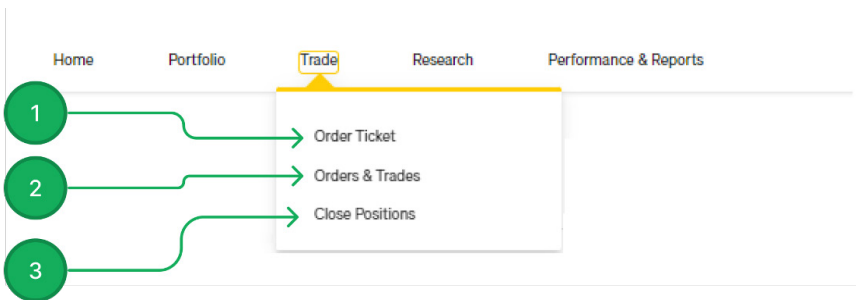 Home Portfolio Trade Research Performance & Reports
1
Order Ticket
2
Orders & Trades
Close Positions
3